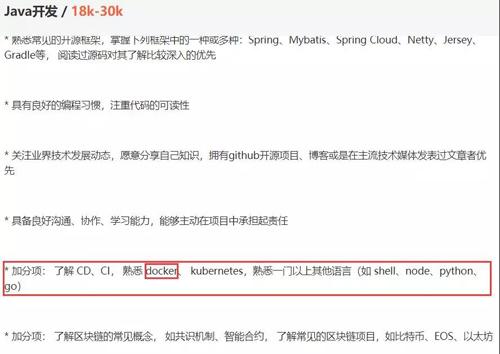 Java开发 / 18k-30k
* 熟悉常见的开源框架，掌握下列框架中的一种或多种：Spring、Mybatis、Spring Cloud、Netty、Jersey、
Gradle等， 阅读过源码对其了解比较深入的优先
* 具有良好的编程习惯，注重代码的可读性
* 关注业界技术发展动态，愿意分享自己知识，拥有github开源项目、博客或是在主流技术媒体发表过文章者优
先
* 具备良好沟通、协作、学习能力，能够主动在项目中承担起责任
* 加分项： 了解 CD、CI， 熟悉 docker、 kubernetes，熟悉一门以上其他语言（如 shell、node、python、
go）
* 加分项： 了解区块链的常见概念， 如共识机制、智能合约， 了解常见的区块链项目，如比特币、EOS、以太坊